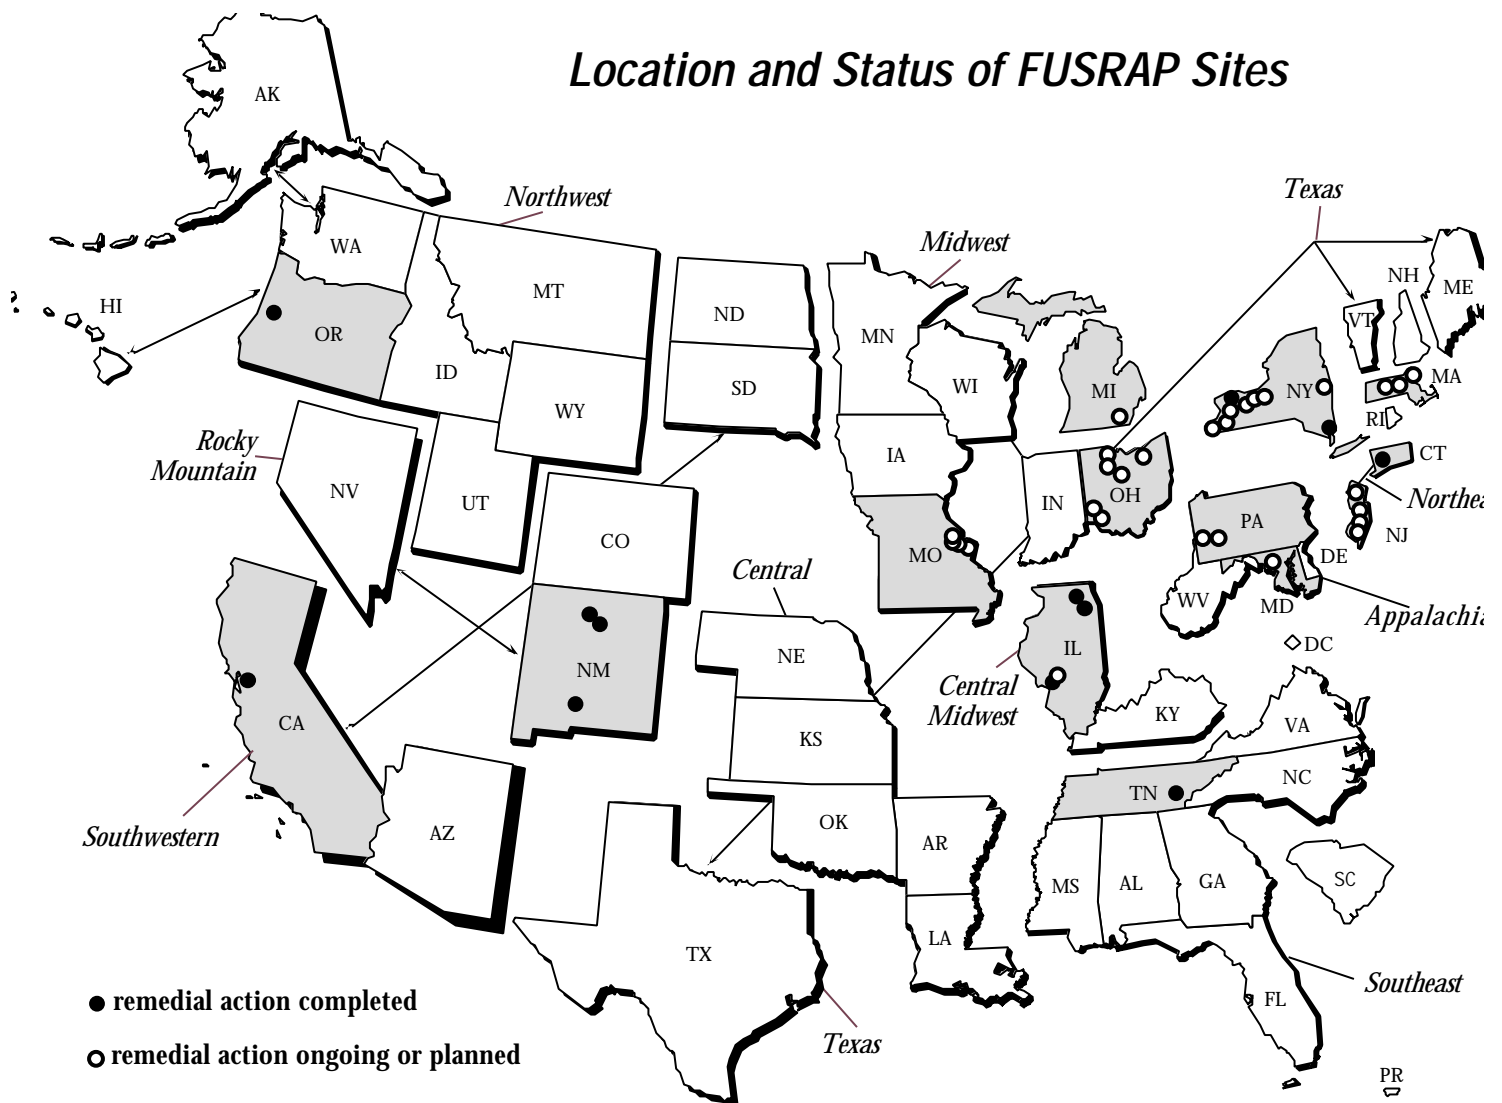 Location and Status of FUSRAP Sites
AK
Northwest
Texas
Midwest
WA
HI
MT
NH
ME
ND
VT
OR
MN
ID
SD
WI
MI
NY
MA
WY
RI
Rocky
Mountain
IA
CT
NV
UT
IN
OH
Northea
CO
MO
PA
NJ
DE
Central
WV
MD
Appalachia
DC
NE
IL
NM
Central
Midwest
CA
KS
KY
VA
TN
NC
Southwestern
AZ
OK
AR
MS
AL
GA
SC
LA
TX
Southeast
FL
remedial action completed
Texas
remedial action ongoing or planned
PR